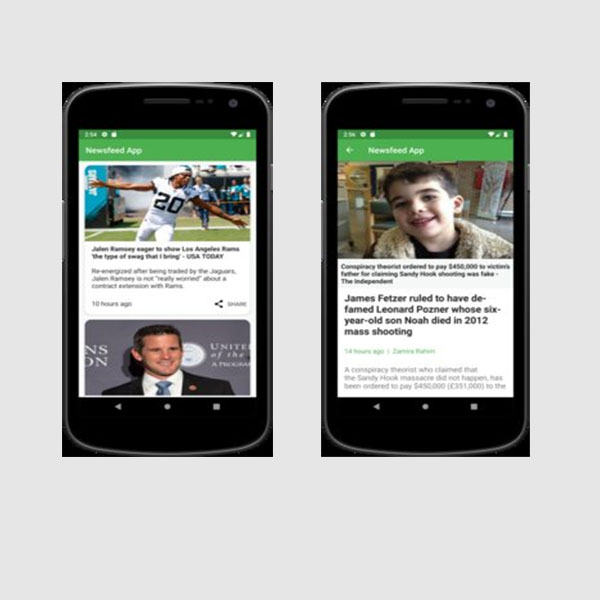 2:54
Newsfeed App
20
Jalen Ramsey eager to show Los Angeles Rams
'the type of swag that I bring' - USA TODAY
Re-energized after being traded by the Jaguars,
Jalen Ramsey is not "really worried" about a
contract extension with Rams.
10 hours ago
SHARE
UNITED
of the
A PROGRAM
2:56
Newsfeed App
Conspiracy theorist ordered to pay $450,000 to victim's
father for claiming Sandy Hook shooting was fake -
The Independent
James Fetzer ruled to have de-
famed Leonard Pozner whose six-
year-old son Noah died in 2012
mass shooting
14 hours ago | Zamira Rahim
A conspiracy theorist who claimed that
the Sandy Hook massacre did not happen, has
been ordered to pay $450,000 (£351,000) to the